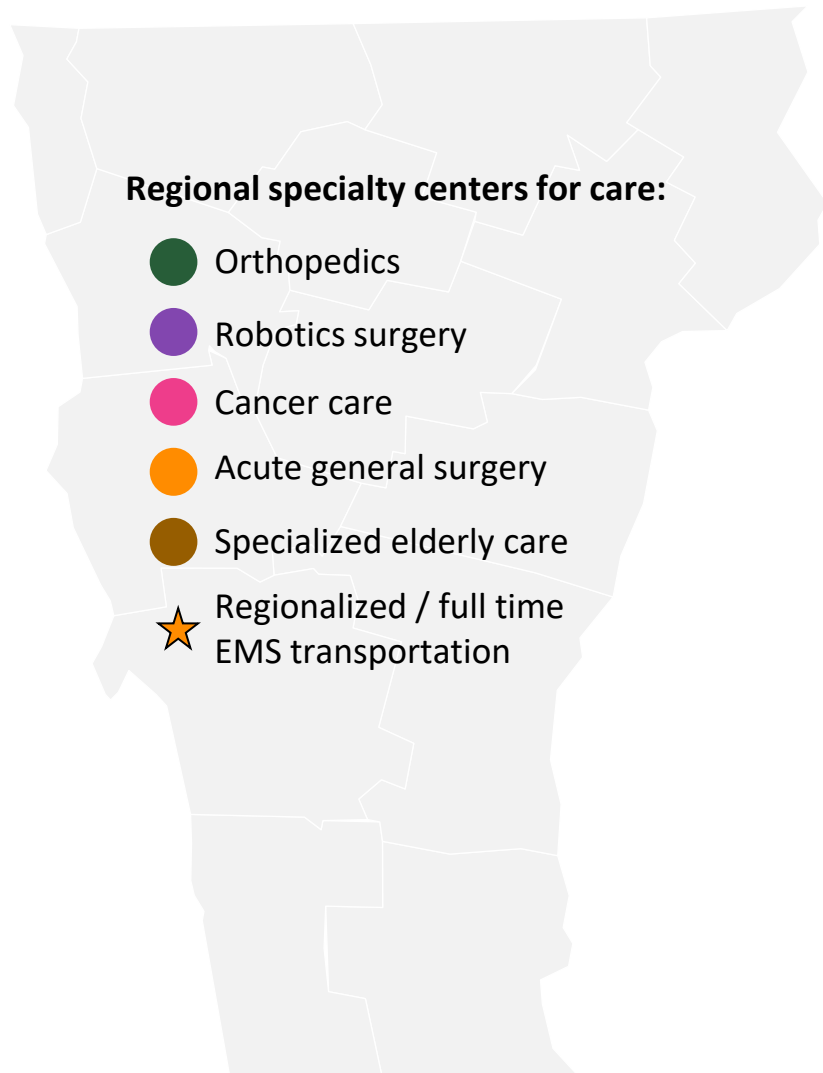 Regional specialty centers for care:
Orthopedics
Robotics surgery
Cancer care
Acute general surgery
Specialized elderly care
Regionalized / full time
EMS transportation